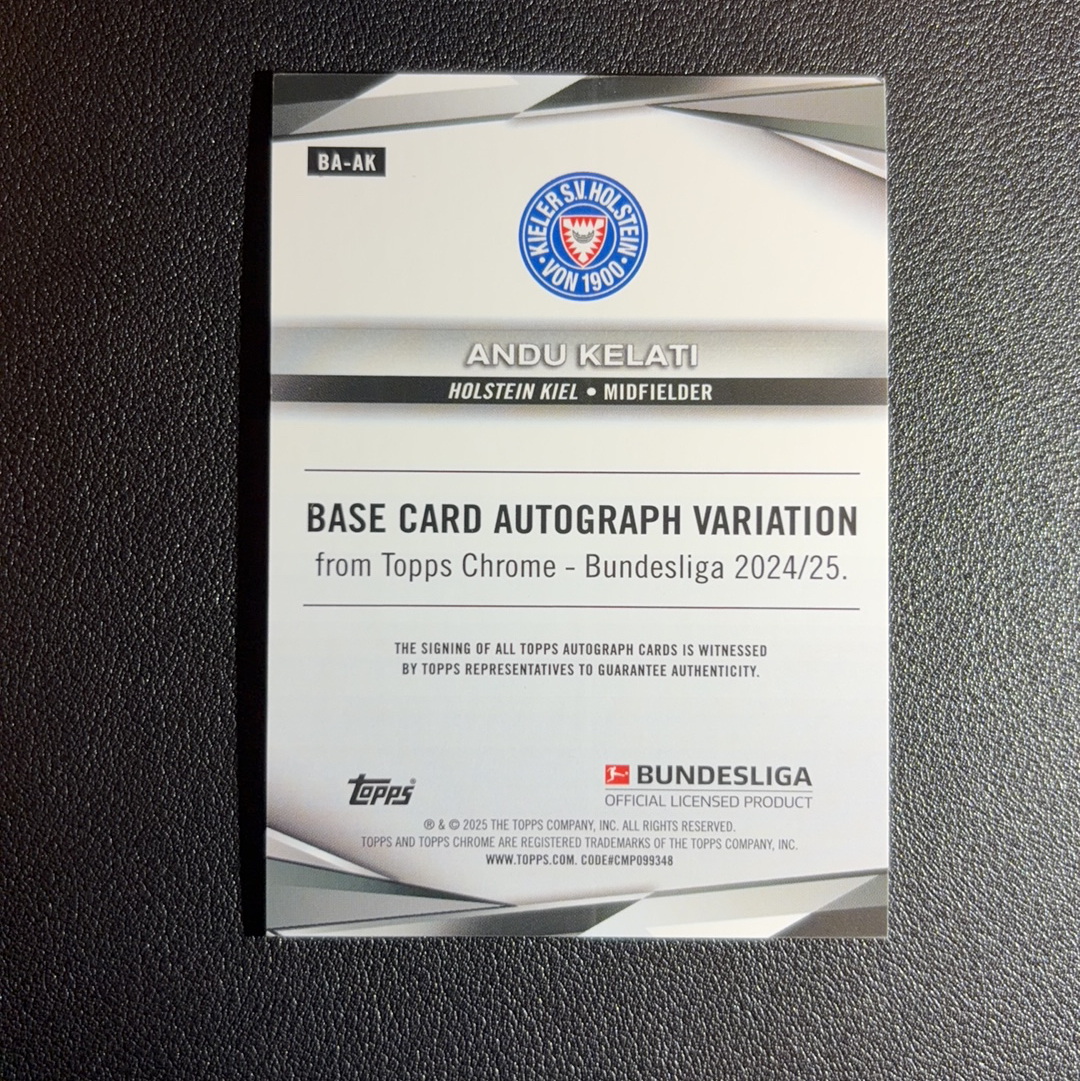 BA-AK
KIELER S.V. HOLSTEIN
VON 1900
ANDU KELATI
HOLSTEIN KIEL • MIDFIELDER
BASE CARD AUTOGRAPH VARIATION
from Topps Chrome - Bundesliga 2024/25.
THE SIGNING OF ALL TOPPS AUTOGRAPH CARDS IS WITNESSED
BY TOPPS REPRESENTATIVES TO GUARANTEE AUTHENTICITY.
topps®
BUNDESLIGA
OFFICIAL LICENSED PRODUCT
® & © 2025 THE TOPPS COMPANY, INC. ALL RIGHTS RESERVED.
TOPPS AND TOPPS CHROME ARE REGISTERED TRADEMARKS OF THE TOPPS COMPANY, INC.
WWW.TOPPS.COM. CODE#CMP099348